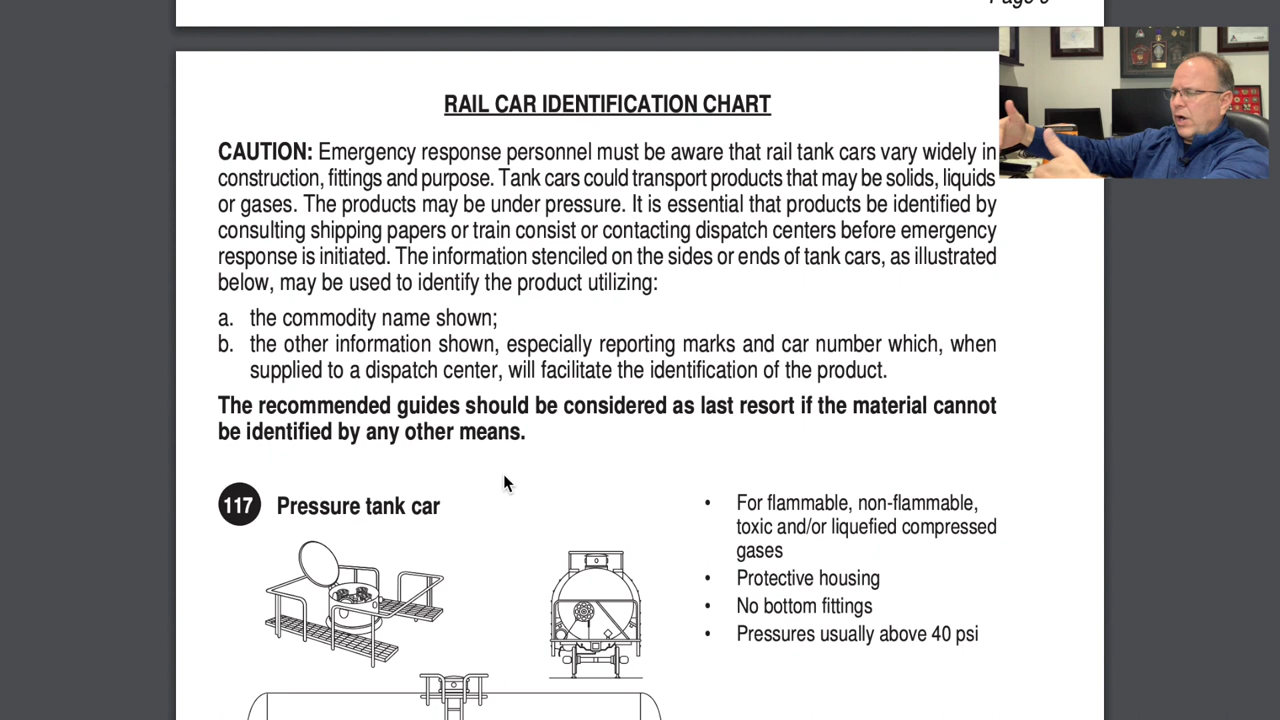 RAIL CAR IDENTIFICATION CHART
CAUTION: Emergency response personnel must be aware that rail tank cars vary widely in
construction, fittings and purpose. Tank cars could transport products that may be solids, liquids
or gases. The products may be under pressure. It is essential that products be identified by
consulting shipping papers or train consist or contacting dispatch centers before emergency
response is initiated. The information stenciled on the sides or ends of tank cars, as illustrated
below, may be used to identify the product utilizing:
a. the commodity name shown;
b. the other information shown, especially reporting marks and car number which, when
supplied to a dispatch center, will facilitate the identification of the product.
The recommended guides should be considered as last resort if the material cannot
be identified by any other means.
117 Pressure tank car
• For flammable, non-flammable,
toxic and/or liquefied compressed
gases
• Protective housing
• No bottom fittings
• Pressures usually above 40 psi